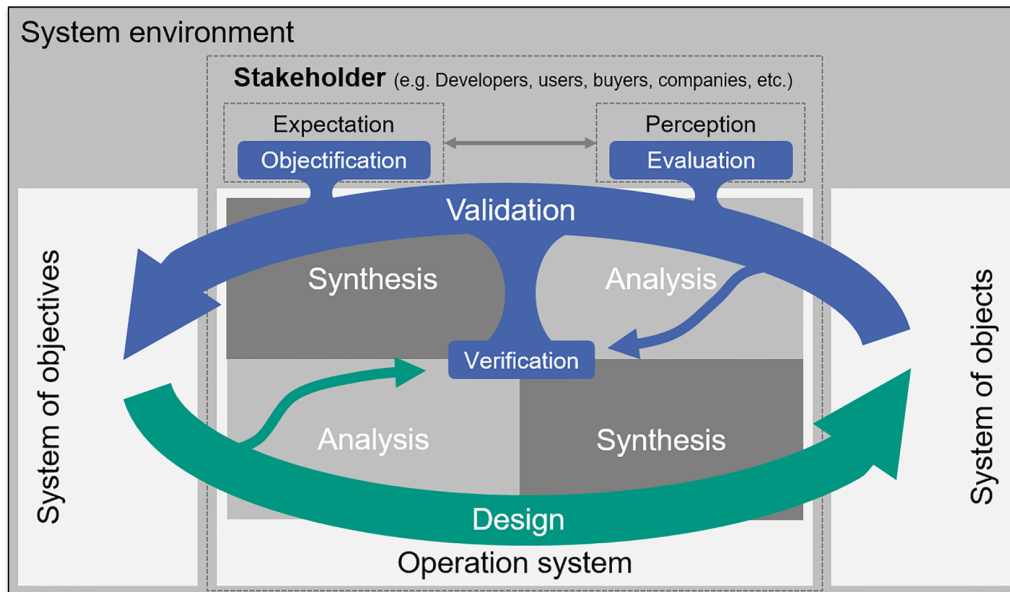 System environment
Stakeholder (e.g. Developers, users, buyers, companies, etc.)
Expectation
Perception
Objectification
Evaluation
Validation
Synthesis
Analysis
System of objectives
System of objects
Verification
Analysis
Synthesis
Design
Operation system